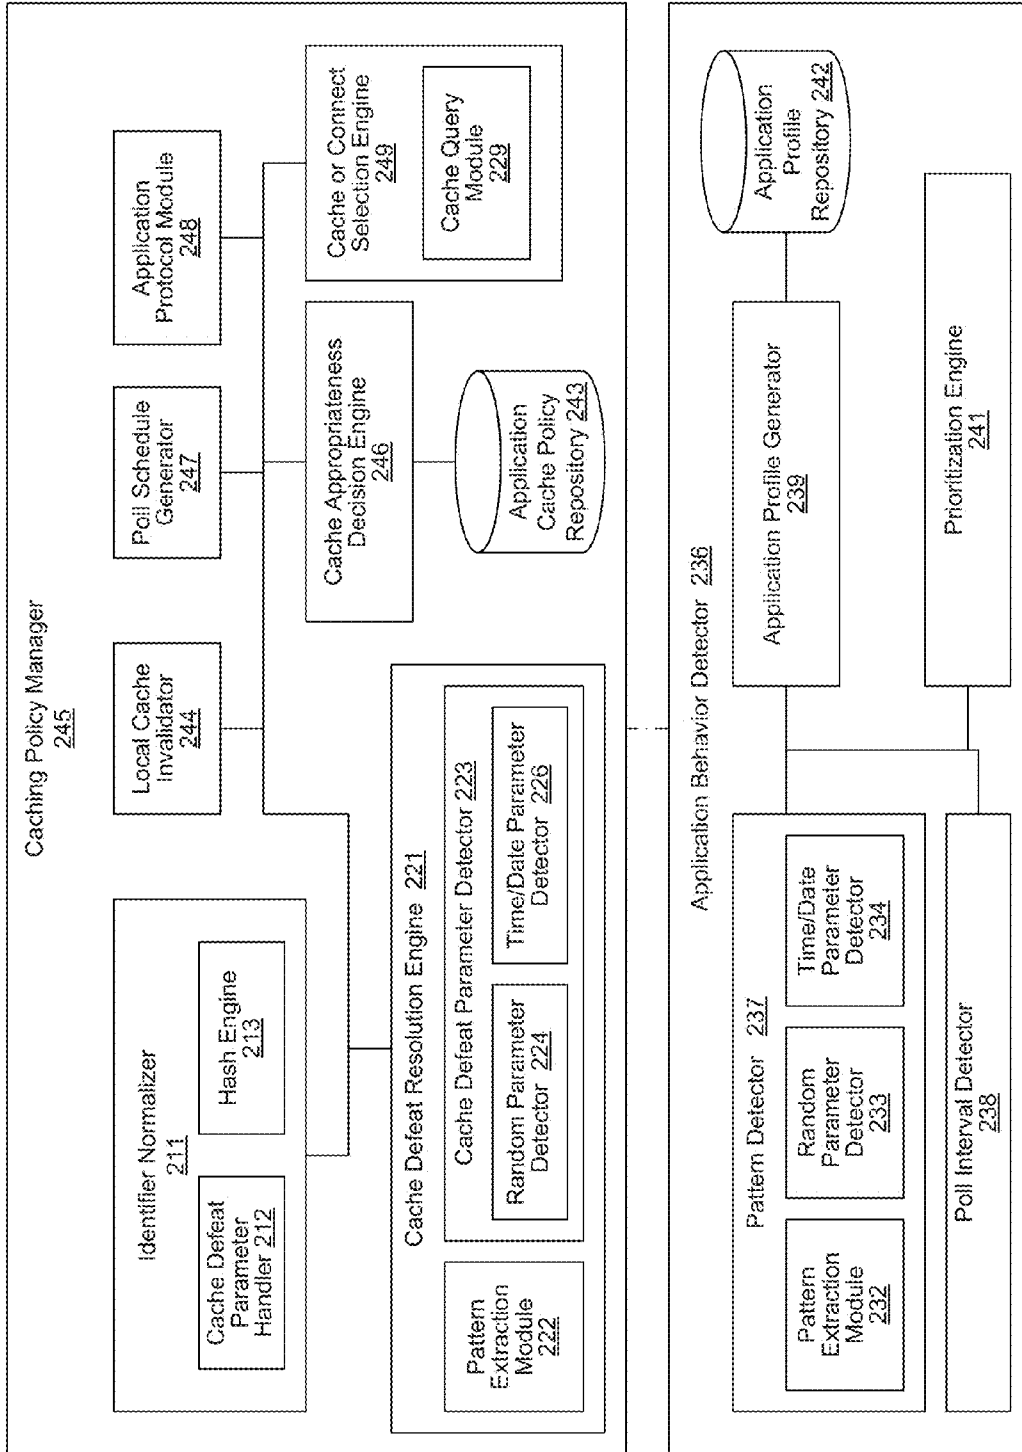 Caching Policy Manager
245
Identifier Normalizer
211
Cache Defeat
Parameter
Handler 212
Hash Engine
213
Local Cache
Invalidator
244
Poll Schedule
Generator
247
Application
Protocol Module
248
Cache Defeat Resolution Engine 221
Pattern
Extraction
Module
222
Cache Defeat Parameter Detector 223
Random Parameter
Detector 224
Time/Date Parameter
Detector 226
Cache Appropriateness
Decision Engine
246
Application
Cache Policy
Repository 243
Cache or Connect
Selection Engine
249
Cache Query
Module
229
Application Behavior Detector 236
Pattern Detector 237
Pattern
Extraction
Module
232
Random
Parameter
Detector
233
Time/Date
Parameter
Detector
234
Poll Interval Detector
238
Application Profile Generator
239
Application
Profile
Repository 242
Prioritization Engine
241